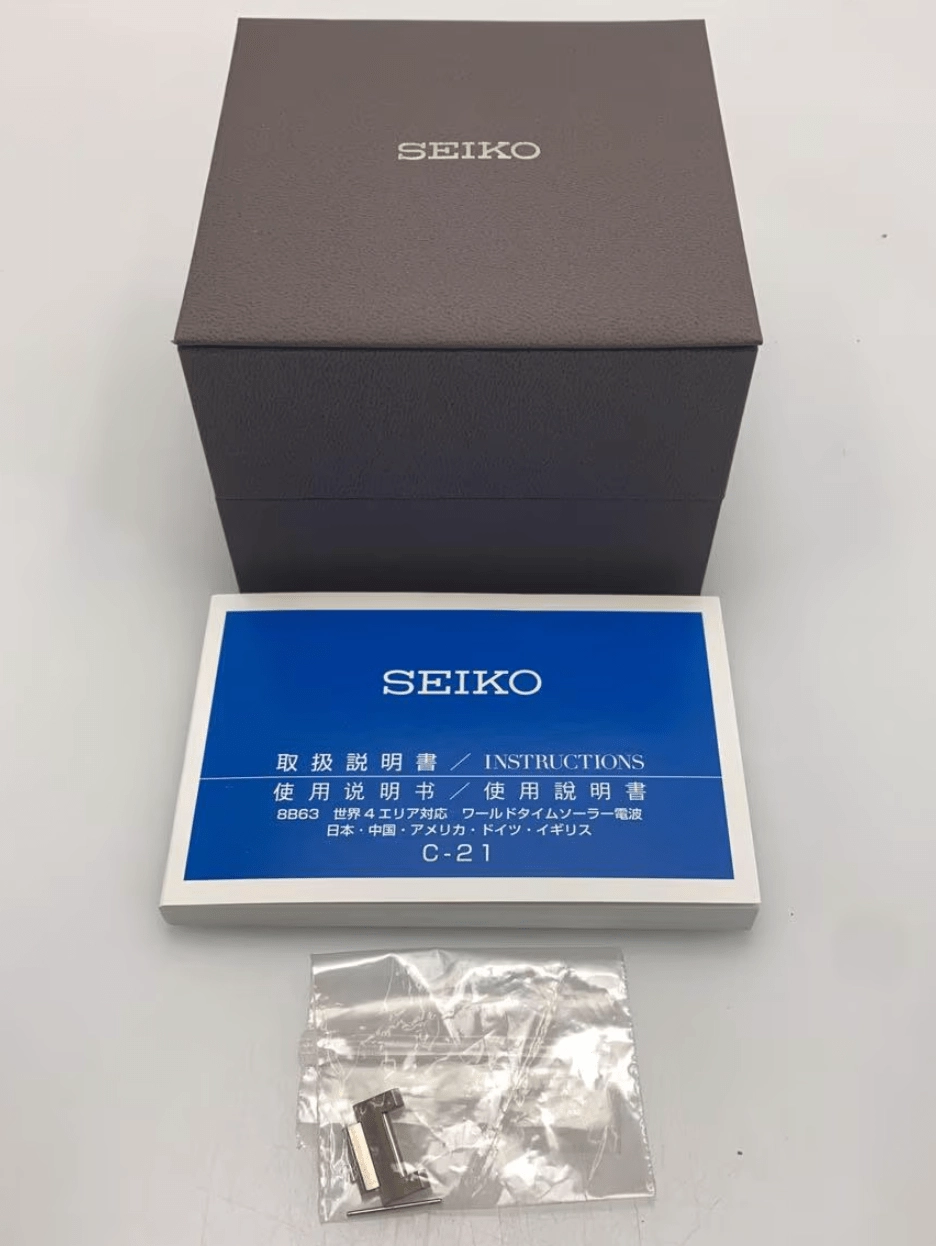 SEIKO
SEIKO
取扱説明書／INSTRUCTIONS
使用说明书／使用說明書
8B63 世界4エリア対応 ワールドタイムソーラー電波
日本・中国・アメリカ・ドイツ・イギリス
C-21